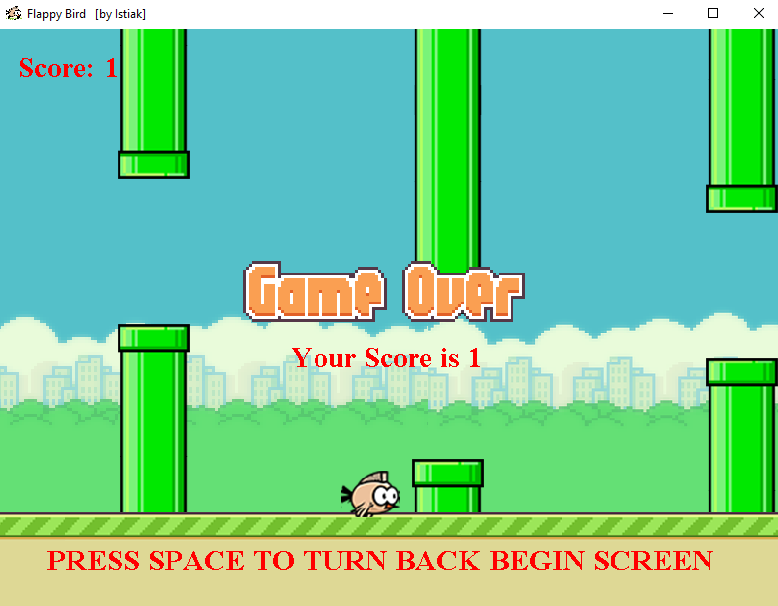 Flappy Bird [by Istiak]
Score: 1
Game Over
Your Score is 1
PRESS SPACE TO TURN BACK BEGIN SCREEN